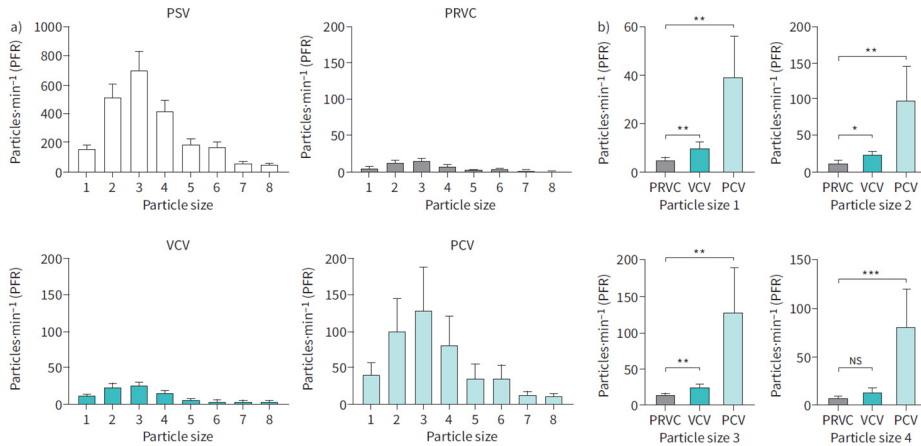 a)
PSV
Particles·min⁻¹ (PFR)
1000
800
600
400
200
0
1 2 3 4 5 6 7 8
Particle size
PRVC
Particles·min⁻¹ (PFR)
200
150
100
50
0
1 2 3 4 5 6 7 8
Particle size
VCV
Particles·min⁻¹ (PFR)
200
150
100
50
0
1 2 3 4 5 6 7 8
Particle size
PCV
Particles·min⁻¹ (PFR)
200
150
100
50
0
1 2 3 4 5 6 7 8
Particle size
b)
Particles·min⁻¹ (PFR)
60
40
20
0
**
**
PRVC VCV PCV
Particle size 1
Particles·min⁻¹ (PFR)
200
150
100
50
0
**
*
PRVC VCV PCV
Particle size 2
Particles·min⁻¹ (PFR)
200
150
100
50
0
**
**
PRVC VCV PCV
Particle size 3
Particles·min⁻¹ (PFR)
150
100
50
0
***
NS
PRVC VCV PCV
Particle size 4